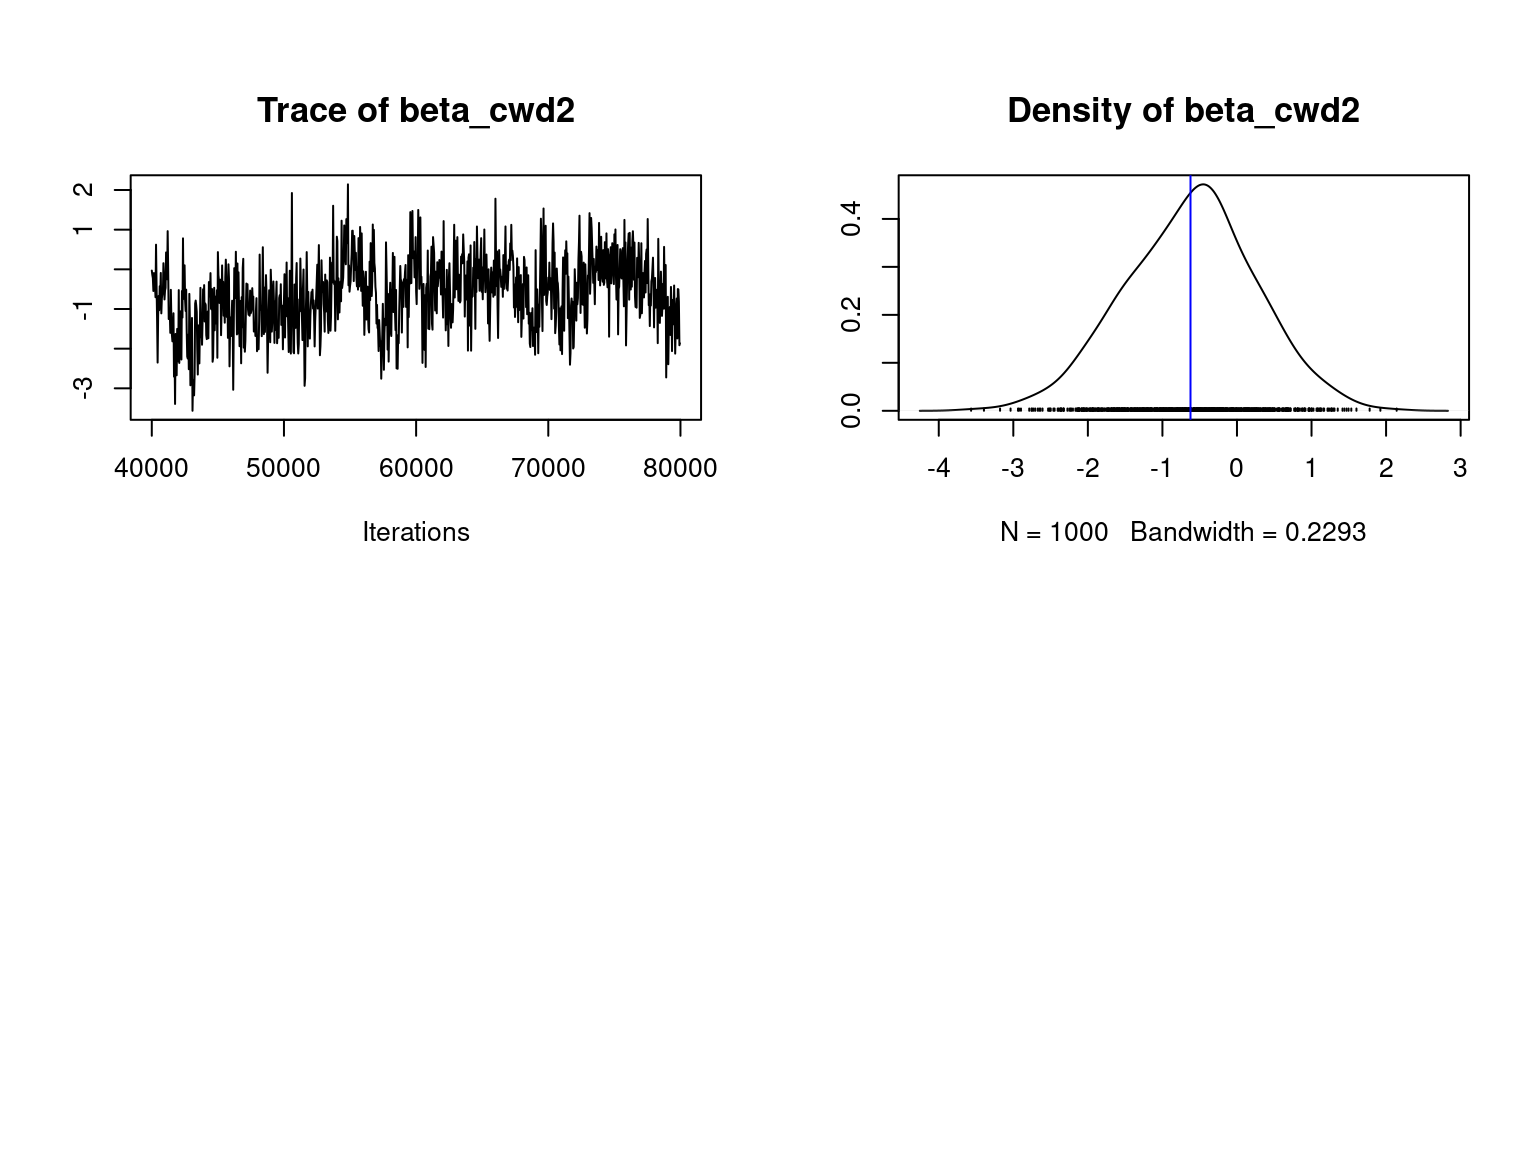 Trace of beta_cwd2
2
1
-1
-3
40000 50000 60000 70000 80000
Iterations
Density of beta_cwd2
0.4
0.2
0.0
-4 -3 -2 -1 0 1 2 3
N = 1000 Bandwidth = 0.2293